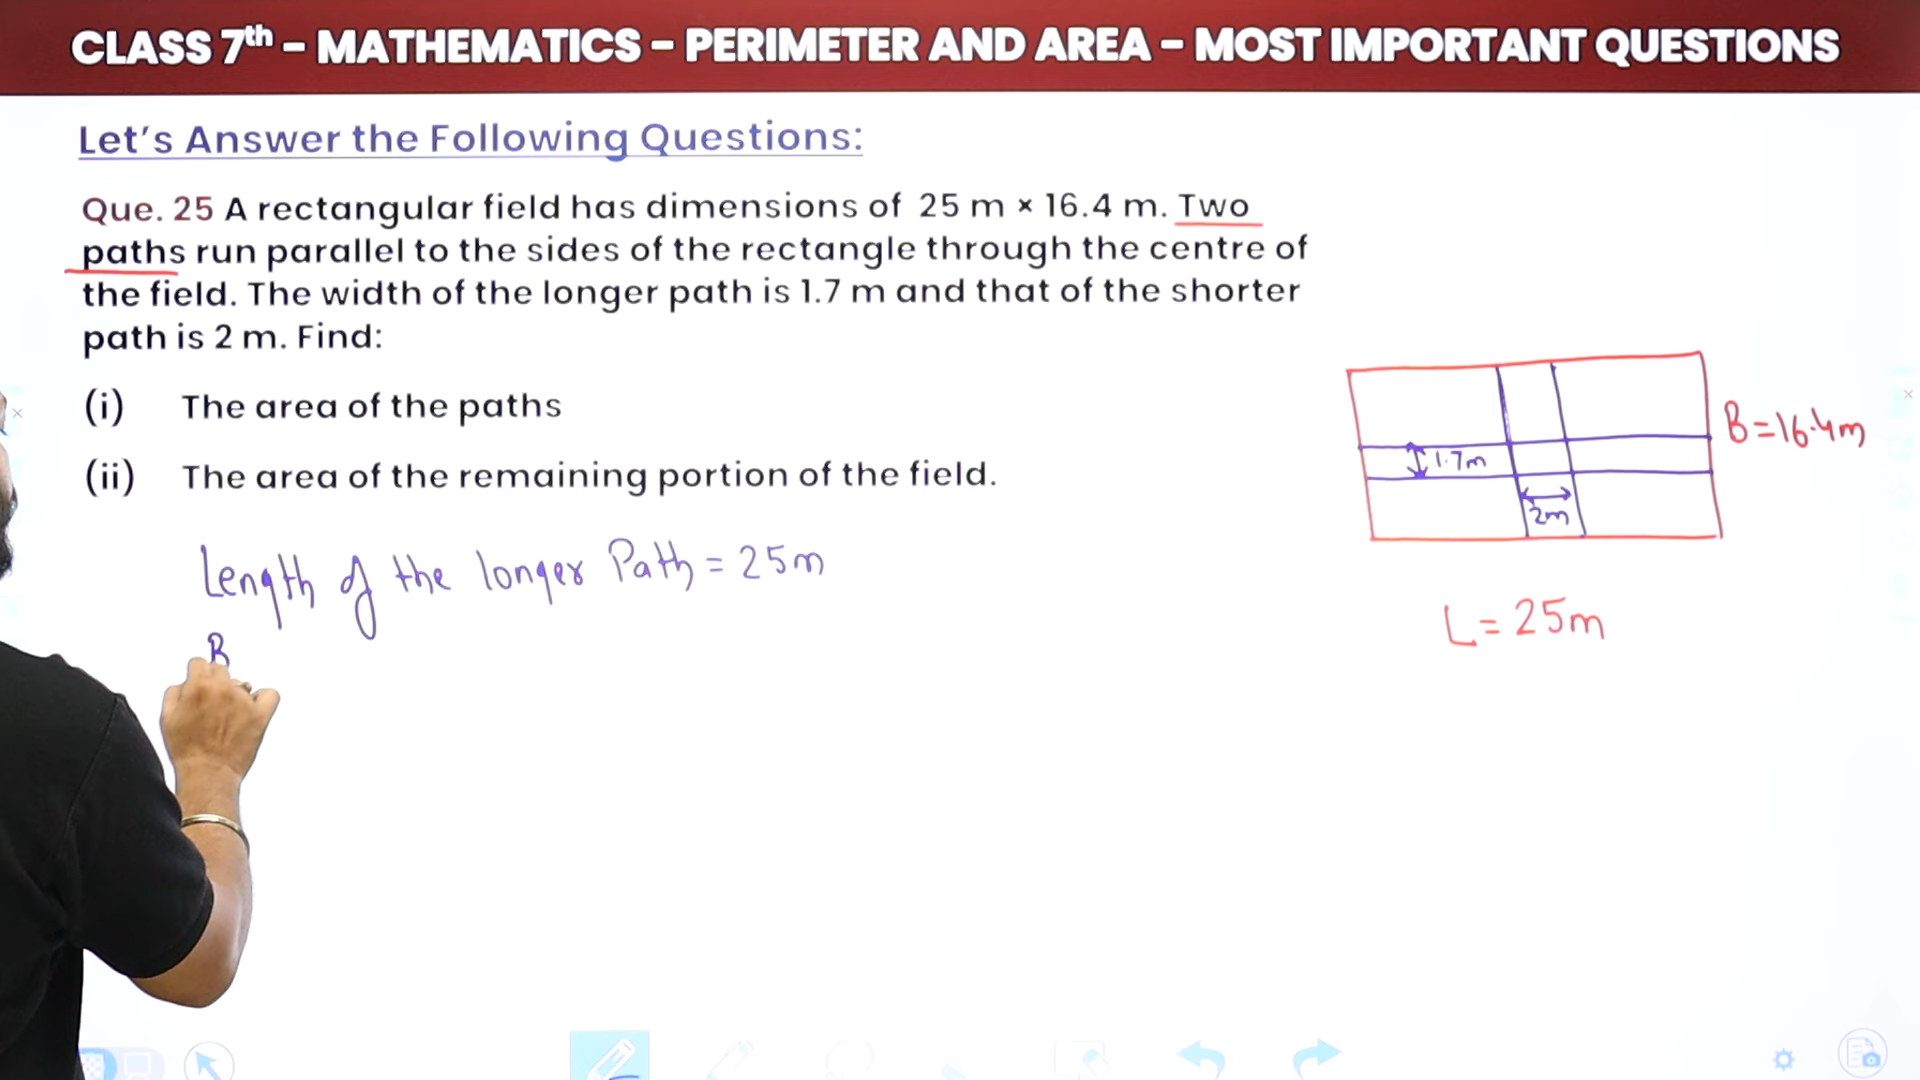 CLASS 7th – MATHEMATICS – PERIMETER AND AREA – MOST IMPORTANT QUESTIONS
Let's Answer the Following Questions:
Que. 25 A rectangular field has dimensions of 25 m × 16.4 m. Two
paths run parallel to the sides of the rectangle through the centre of
the field. The width of the longer path is 1.7 m and that of the shorter
path is 2 m. Find:
(i) The area of the paths
(ii) The area of the remaining portion of the field.
Length of the longer Path = 25m
B
B=16.4m
1.7m
2m
L = 25m